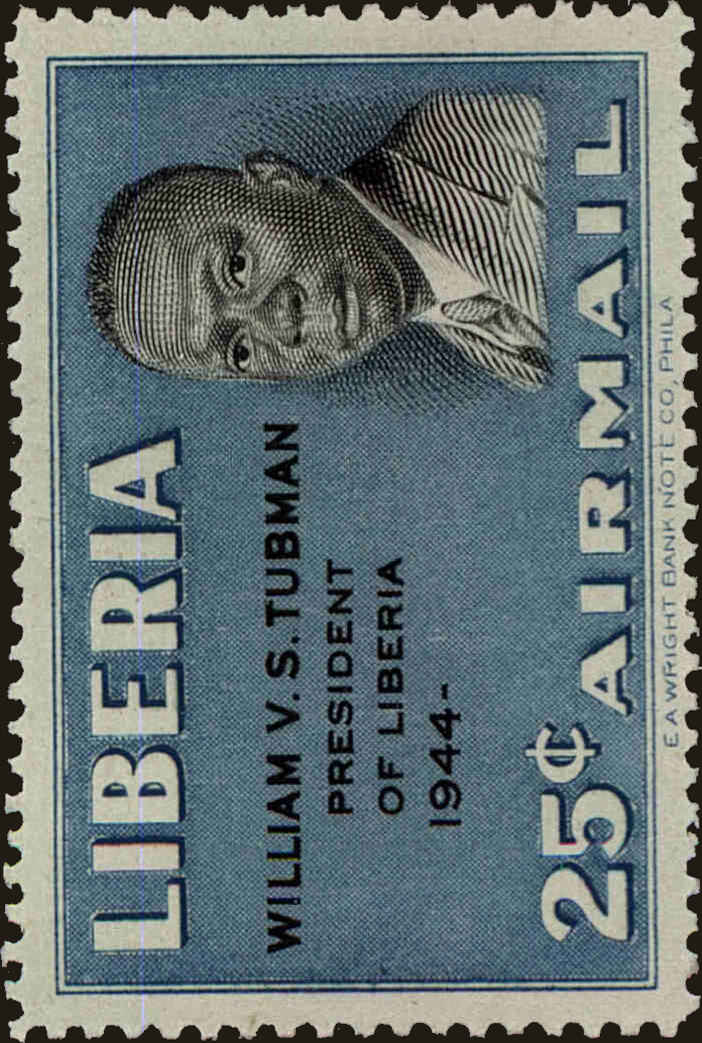 LIBERIA
WILLIAM V. S. TUBMAN
PRESIDENT
OF LIBERIA
1944-
25¢ AIRMAIL
E A WRIGHT BANK NOTE CO, PHILA